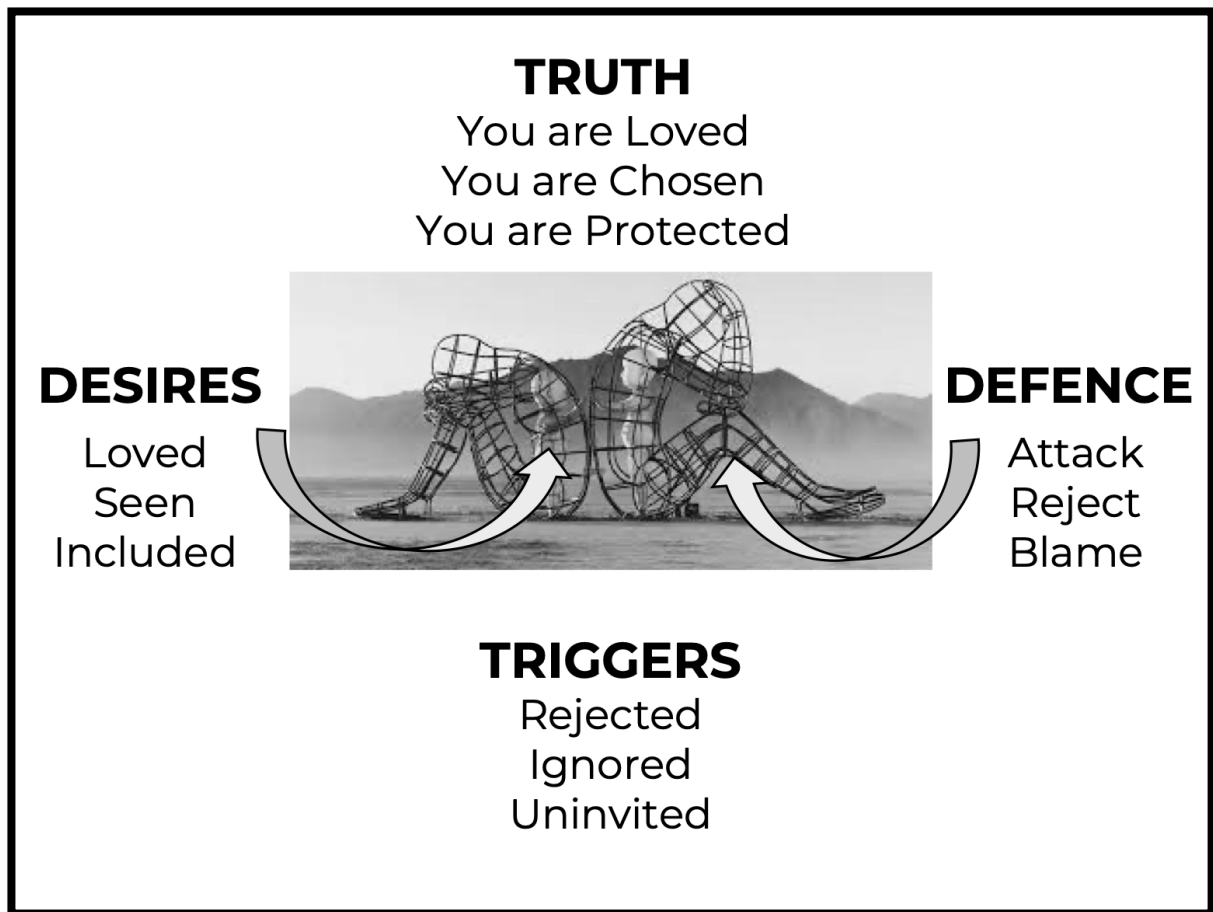 TRUTH
You are Loved
You are Chosen
You are Protected
DESIRES
Loved
Seen
Included
DEFENCE
Attack
Reject
Blame
TRIGGERS
Rejected
Ignored
Uninvited